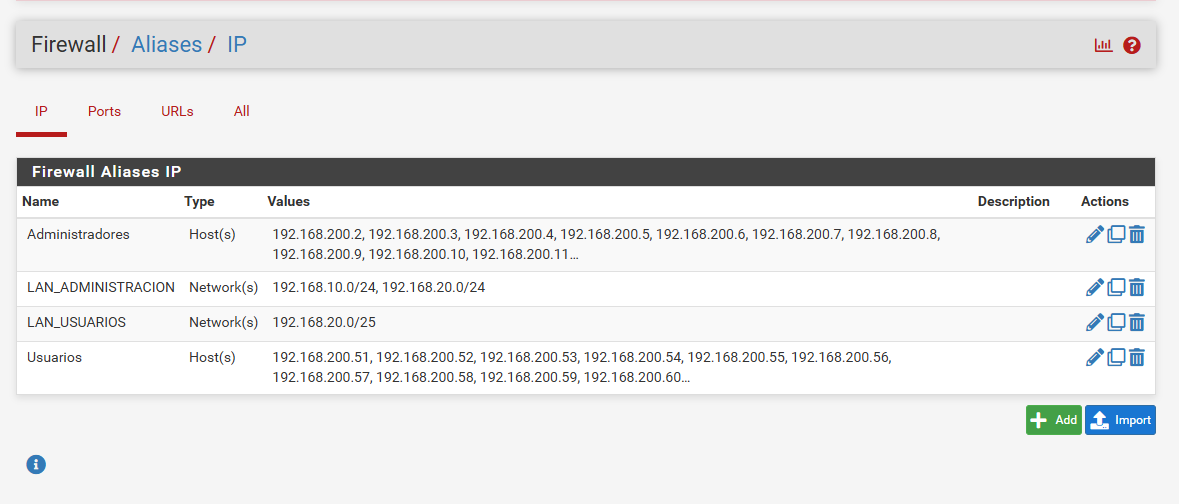 Firewall / Aliases / IP
IP Ports URLs All
Firewall Aliases IP
Name Type Values Description Actions
Administradores Host(s) 192.168.200.2, 192.168.200.3, 192.168.200.4, 192.168.200.5, 192.168.200.6, 192.168.200.7, 192.168.200.8,
192.168.200.9, 192.168.200.10, 192.168.200.11...
LAN_ADMINISTRACION Network(s) 192.168.10.0/24, 192.168.20.0/24
LAN_USUARIOS Network(s) 192.168.20.0/25
Usuarios Host(s) 192.168.200.51, 192.168.200.52, 192.168.200.53, 192.168.200.54, 192.168.200.55, 192.168.200.56,
192.168.200.57, 192.168.200.58, 192.168.200.59, 192.168.200.60...
Add Import